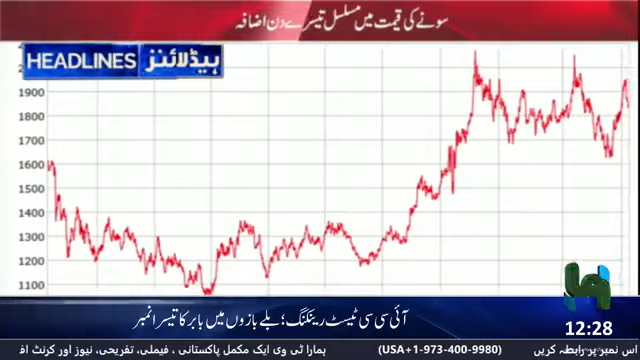 سونے کی قیمت میں مسلسل تیسرے دن اضافہ
HEADLINES ہیڈلائنز
1900
1800
1700
1600
1500
1400
1300
1200
1100
آئی سی سی ٹیسٹ رینکنگ؛ بلے بازوں میں بابر کا تیسرا نمبر
12:28
اس نمبر پر رابطہ کریں (USA+1-973-400-9980) ہمارا ٹی وی ایک مکمل پاکستانی ، فیملی، تفریحی، نیوز اور کرنٹ